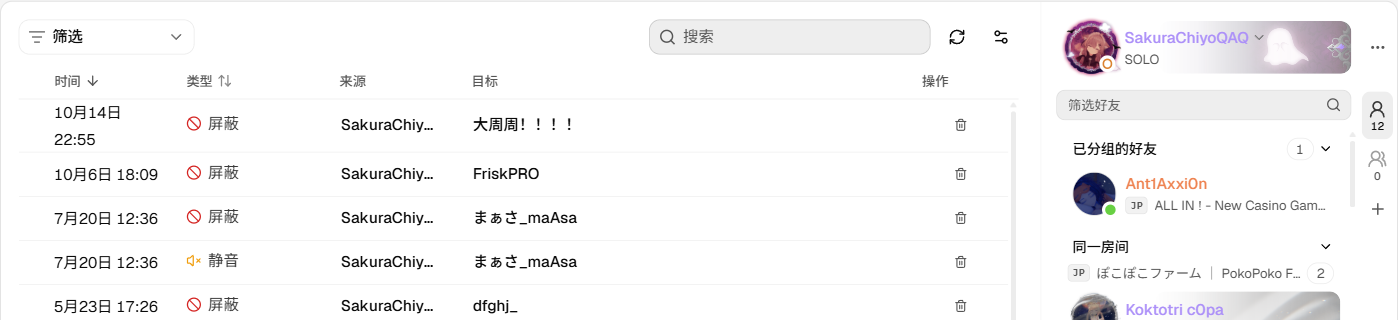 筛选
搜索
时间 类型 来源 目标 操作
10月14日
22:55 屏蔽 SakuraChiy... 大周周！！！！
10月6日 18:09 屏蔽 SakuraChiy... FriskPRO
7月20日 12:36 屏蔽 SakuraChiy... まぁさ_maAsa
7月20日 12:36 静音 SakuraChiy... まぁさ_maAsa
5月23日 17:26 屏蔽 SakuraChiy... dfghj_
SakuraChiyoQAQ
SOLO
筛选好友
已分组的好友 1
Ant1Axxi0n
JP ALL IN ! - New Casino Gam...
同一房间
JP ぽこぽこファーム | PokoPoko F... 2
Koktotri c0pa
12
0